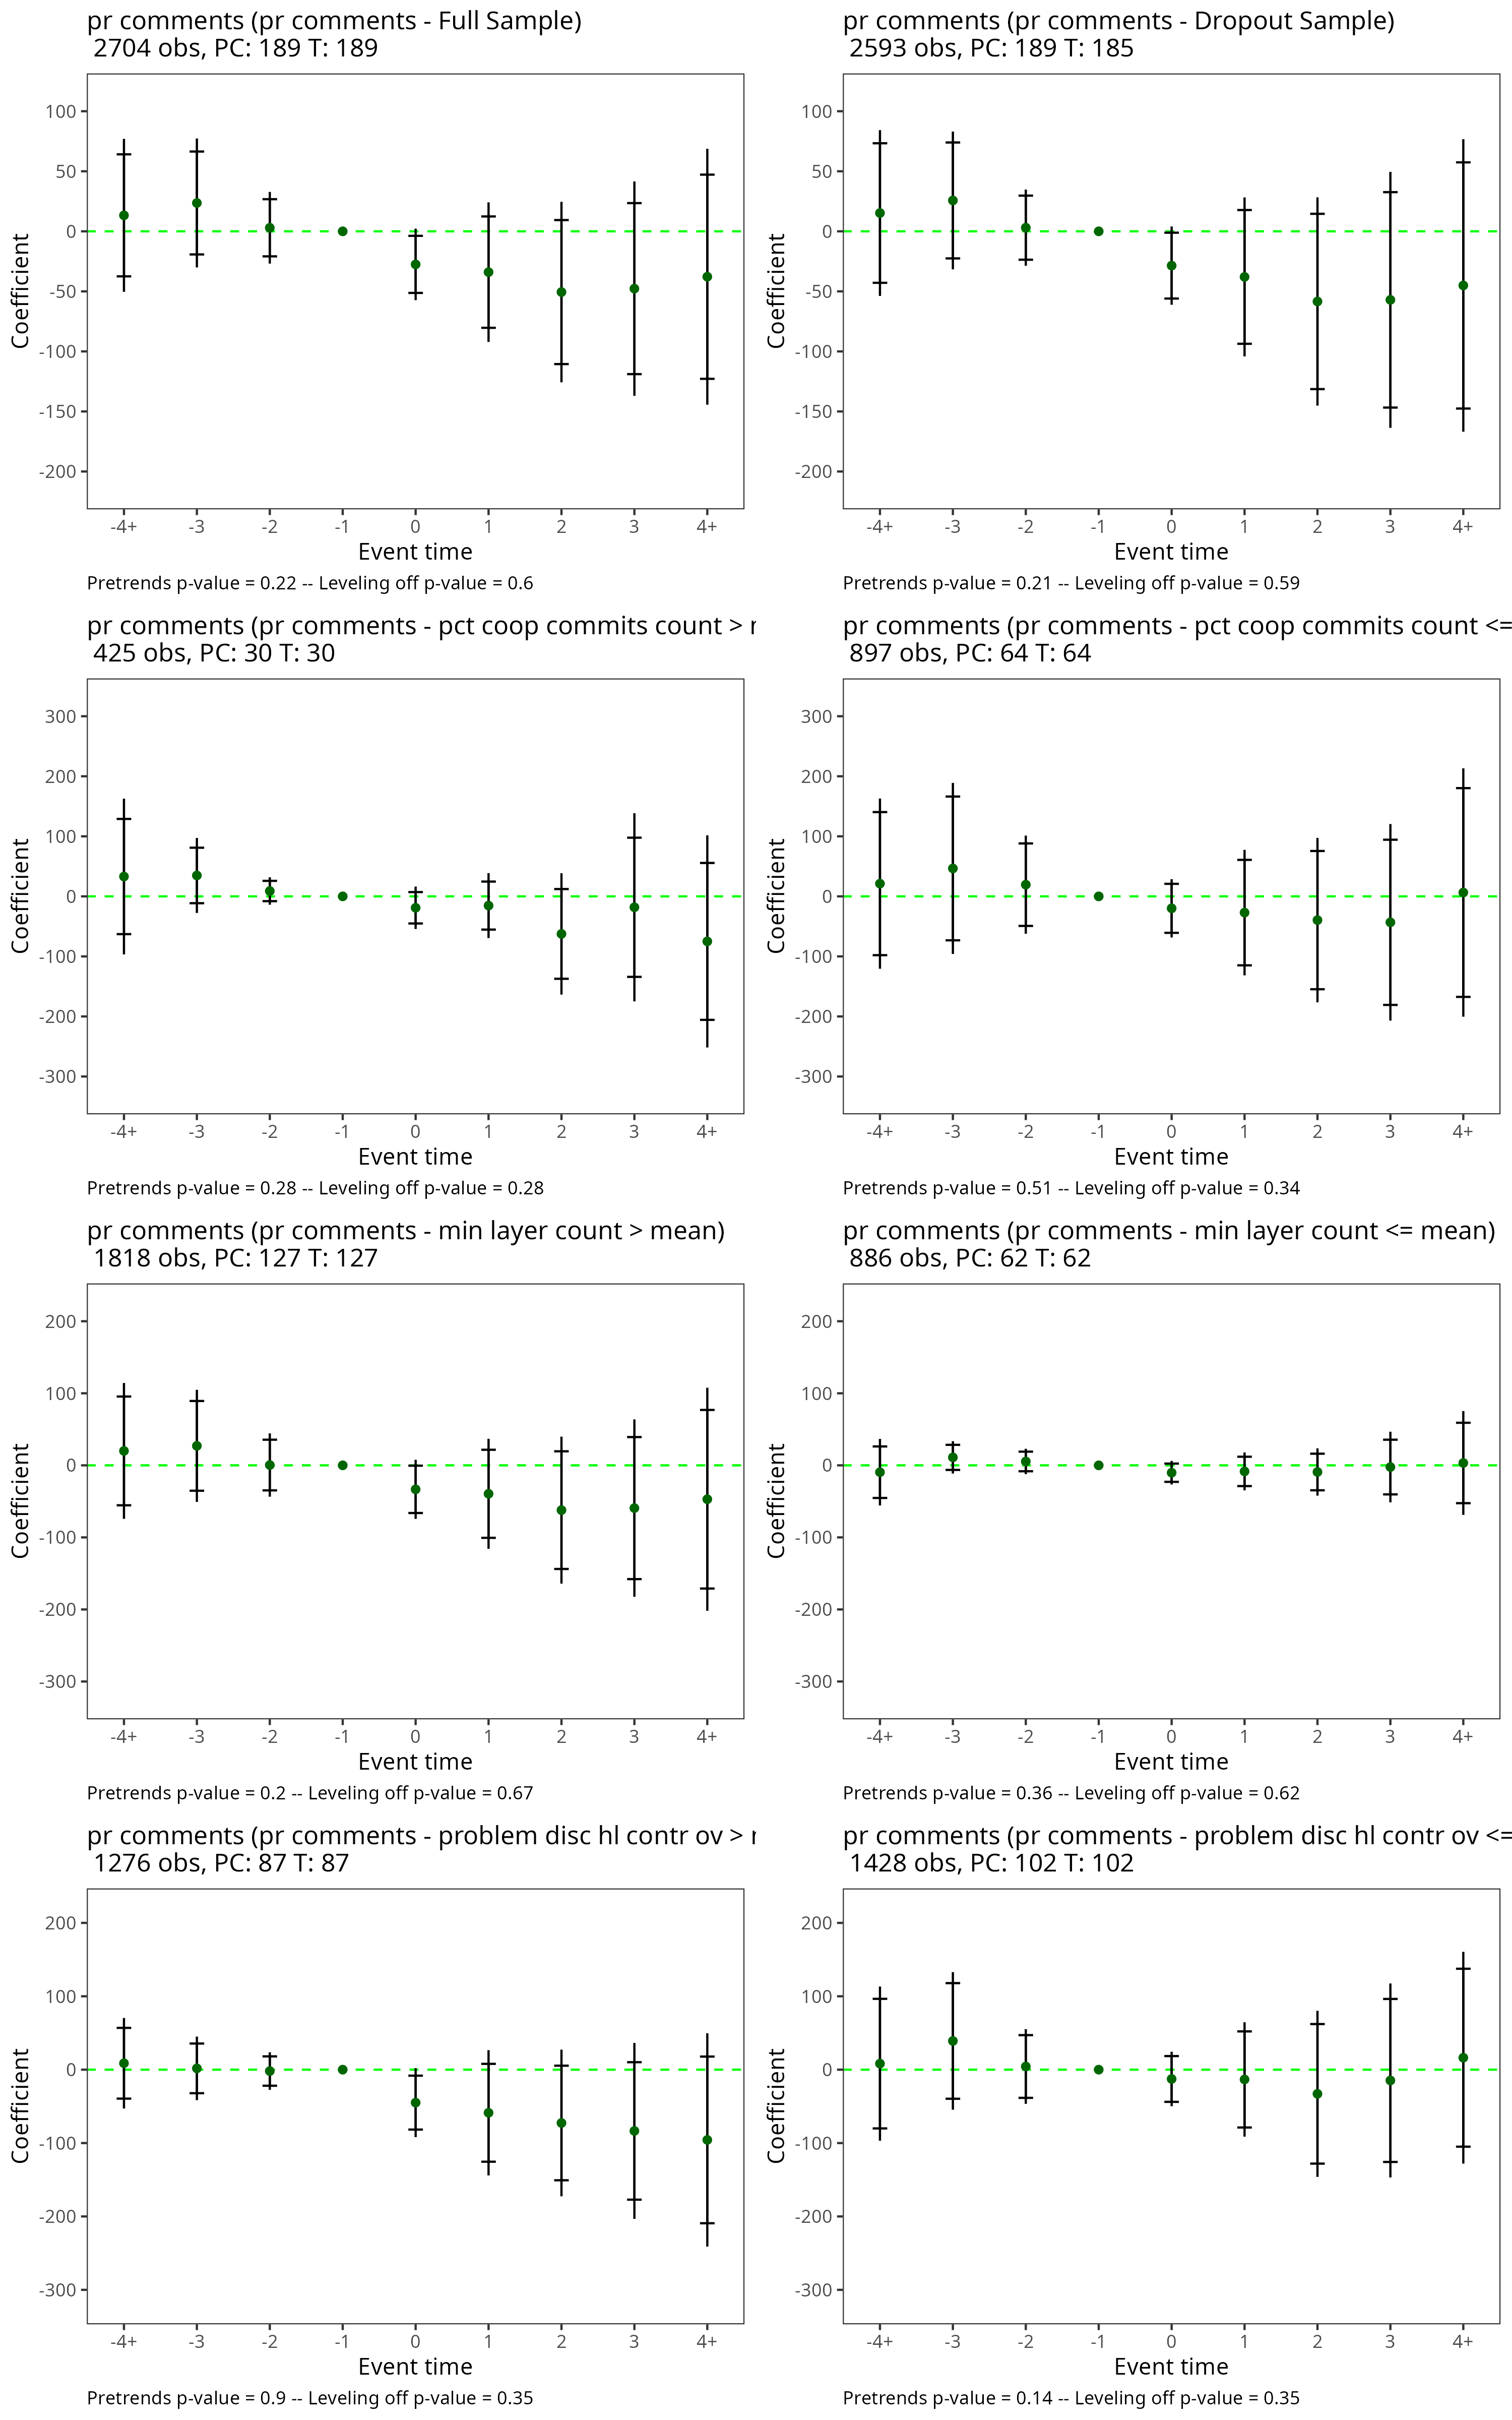 pr comments (pr comments - Full Sample)
2704 obs, PC: 189 T: 189
100
50
0
-50
-100
-150
-200
Coefficient
-4+ -3 -2 -1 0 1 2 3 4+
Event time
Pretrends p-value = 0.22 -- Leveling off p-value = 0.6
pr comments (pr comments - Dropout Sample)
2593 obs, PC: 189 T: 185
100
50
0
-50
-100
-150
-200
Coefficient
-4+ -3 -2 -1 0 1 2 3 4+
Event time
Pretrends p-value = 0.21 -- Leveling off p-value = 0.59
pr comments (pr comments - pct coop commits count >
425 obs, PC: 30 T: 30
300
200
100
0
-100
-200
-300
Coefficient
-4+ -3 -2 -1 0 1 2 3 4+
Event time
Pretrends p-value = 0.28 -- Leveling off p-value = 0.28
pr comments (pr comments - pct coop commits count <=
897 obs, PC: 64 T: 64
300
200
100
0
-100
-200
-300
Coefficient
-4+ -3 -2 -1 0 1 2 3 4+
Event time
Pretrends p-value = 0.51 -- Leveling off p-value = 0.34
pr comments (pr comments - min layer count > mean)
1818 obs, PC: 127 T: 127
200
100
0
-100
-200
-300
Coefficient
-4+ -3 -2 -1 0 1 2 3 4+
Event time
Pretrends p-value = 0.2 -- Leveling off p-value = 0.67
pr comments (pr comments - min layer count <= mean)
886 obs, PC: 62 T: 62
200
100
0
-100
-200
-300
Coefficient
-4+ -3 -2 -1 0 1 2 3 4+
Event time
Pretrends p-value = 0.36 -- Leveling off p-value = 0.62
pr comments (pr comments - problem disc hl contr ov >
1276 obs, PC: 87 T: 87
200
100
0
-100
-200
-300
Coefficient
-4+ -3 -2 -1 0 1 2 3 4+
Event time
Pretrends p-value = 0.9 -- Leveling off p-value = 0.35
pr comments (pr comments - problem disc hl contr ov <=
1428 obs, PC: 102 T: 102
200
100
0
-100
-200
-300
Coefficient
-4+ -3 -2 -1 0 1 2 3 4+
Event time
Pretrends p-value = 0.14 -- Leveling off p-value = 0.35